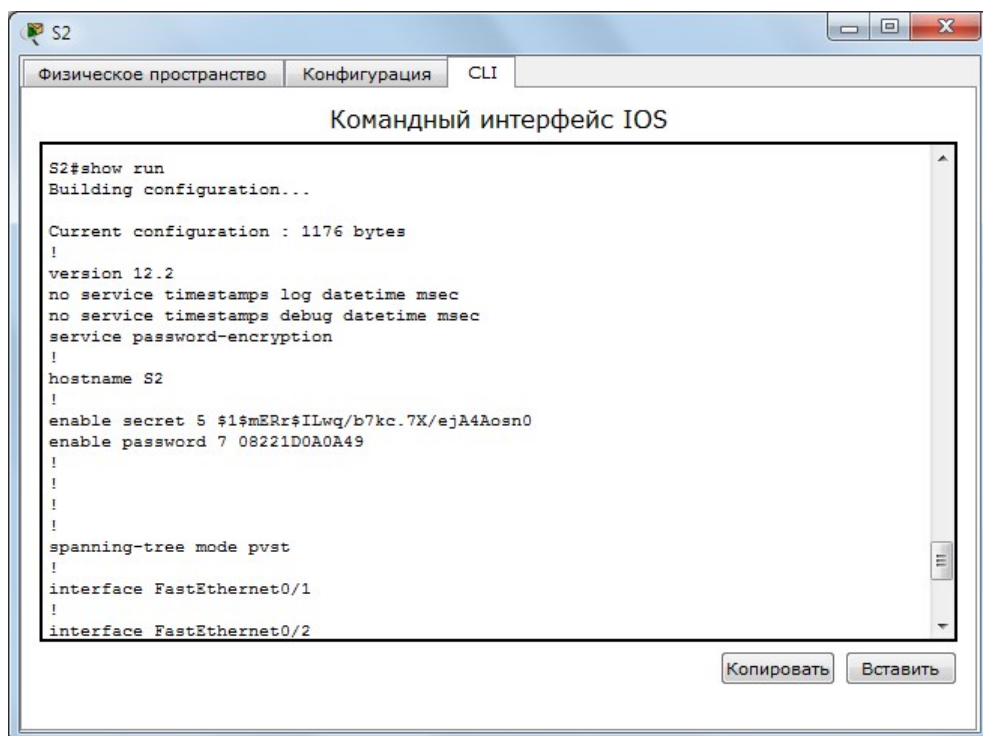 S2
Физическое пространство Конфигурация CLI
Командный интерфейс IOS
S2#show run
Building configuration...
Current configuration : 1176 bytes
!
version 12.2
no service timestamps log datetime msec
no service timestamps debug datetime msec
service password-encryption
!
hostname S2
!
enable secret 5 $1$mERr$ILwq/b7kc.7X/ejA4Aosn0
enable password 7 08221D0A0A49
!
!
!
!
spanning-tree mode pvst
!
interface FastEthernet0/1
!
interface FastEthernet0/2
Копировать Вставить